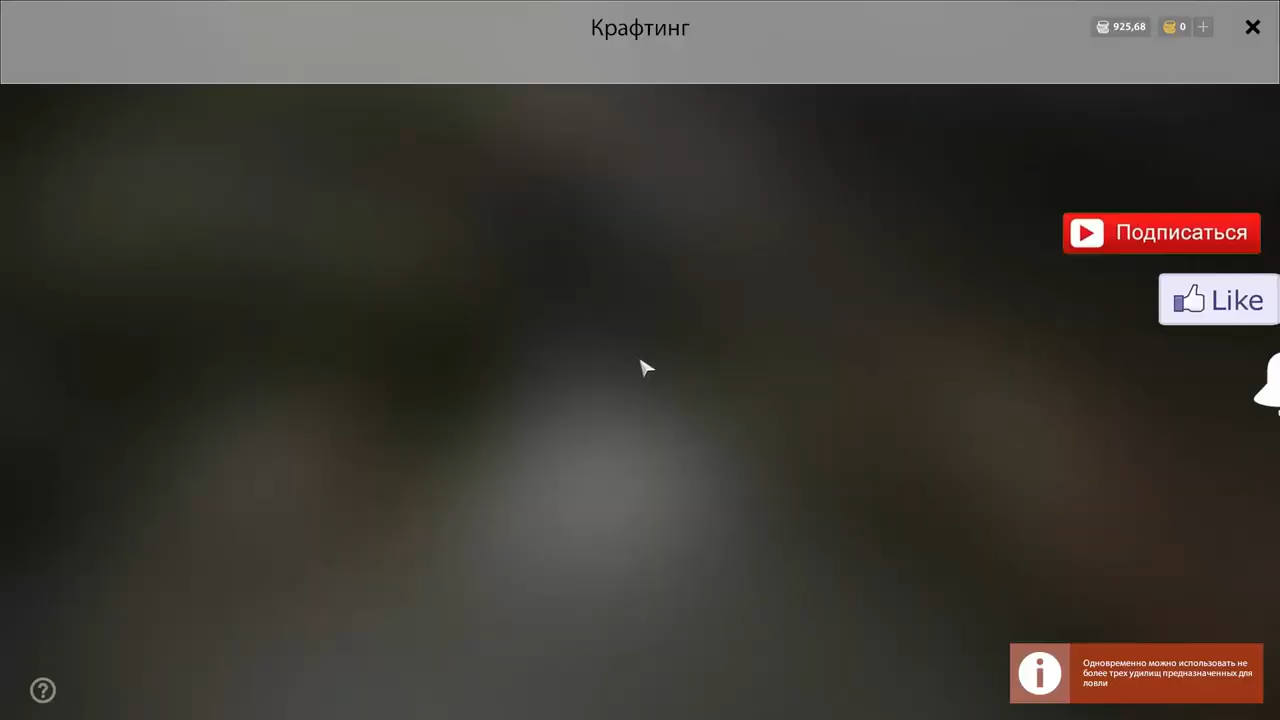 Крафтинг
925,68
0
Подписаться
Like
Одновременно можно использовать не
более трех удилищ предназначенных для
ловли